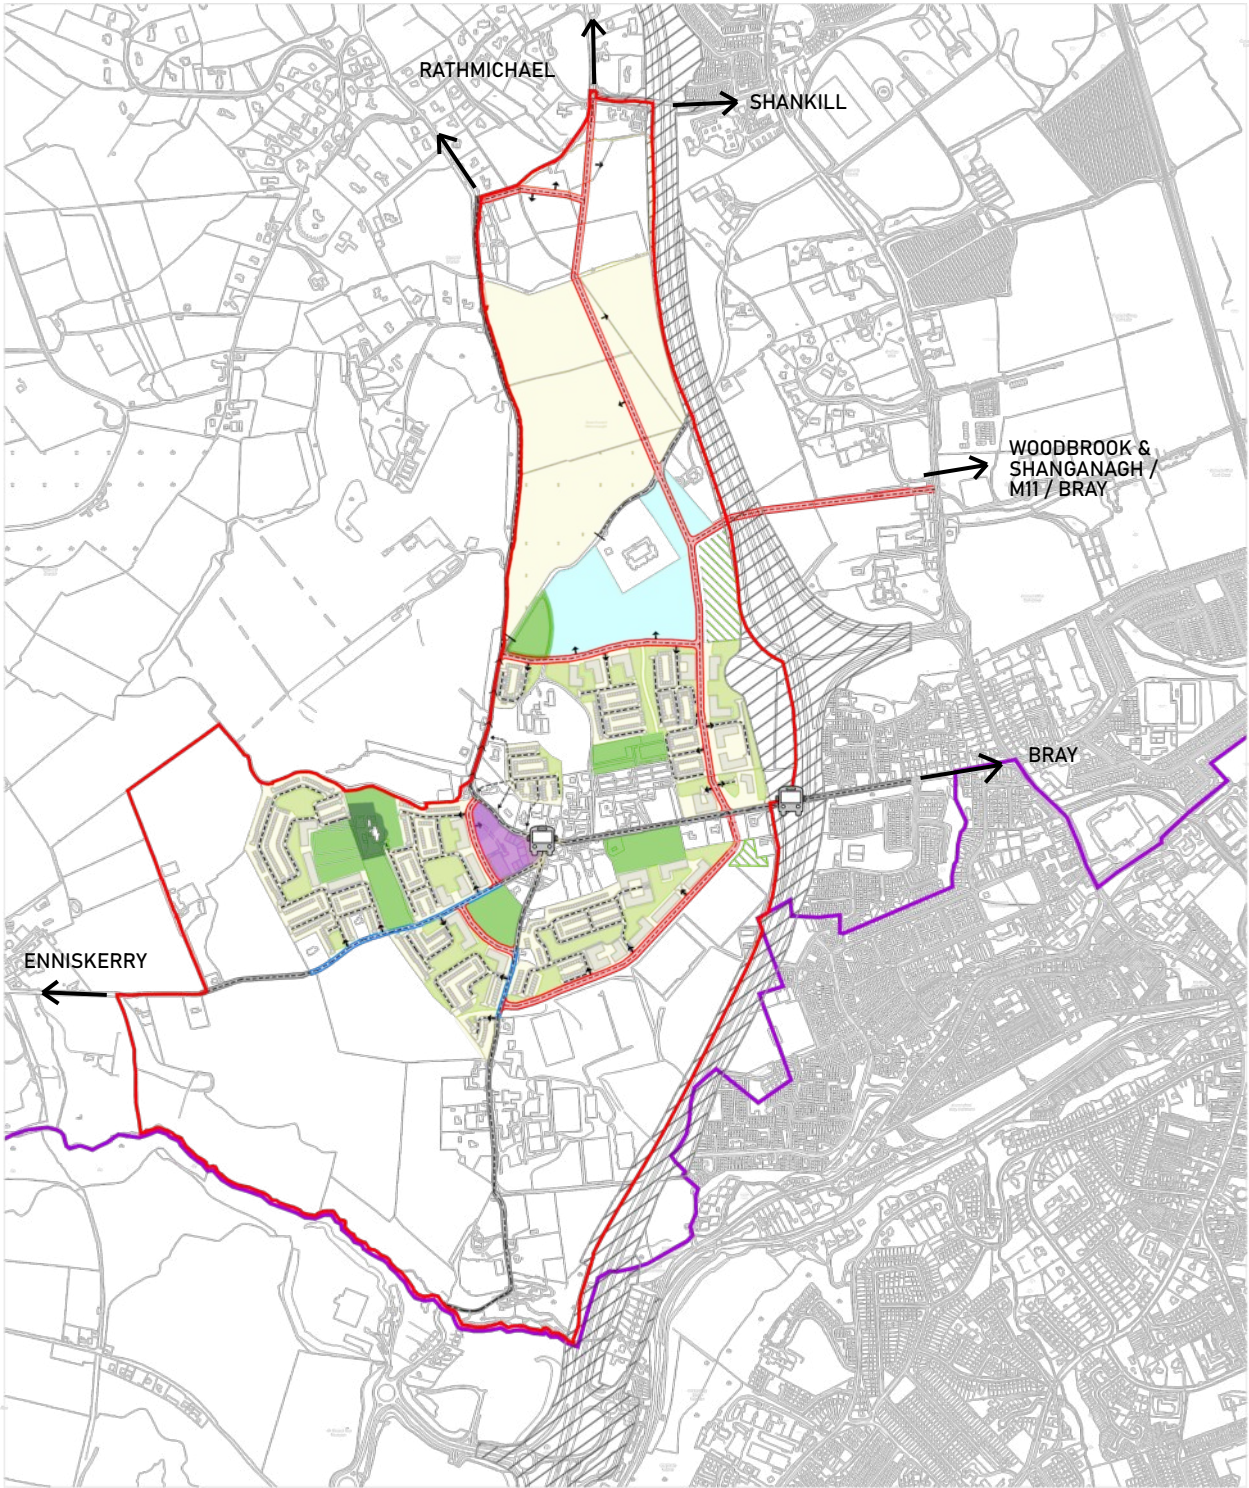 RATHMICHAEL
SHANKILL
WOODBROOK &
SHANGANAGH /
M11 / BRAY
BRAY
ENNISKERRY